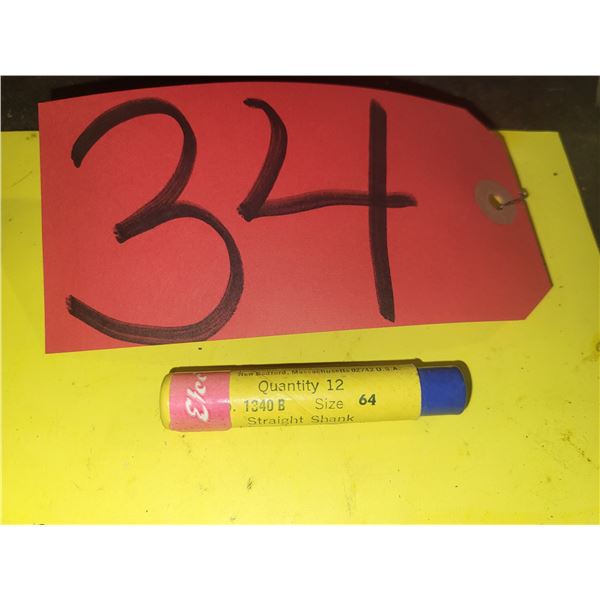 34
New Bedford, Massachusetts 02742 U.S.A.
Quantity 12
1340 B Size 64
Straight Shank